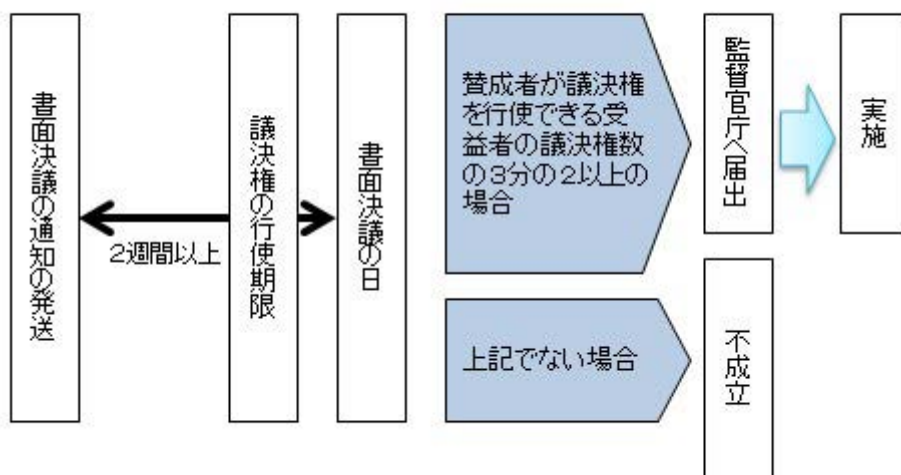 書面決議の通知の発送
2週間以上
議決権の行使期限
書面決議の日
賛成者が議決権
を行使できる受
益者の議決権数
の3分の2以上の
場合
監督官庁へ届出
実施
上記でない場合
不成立